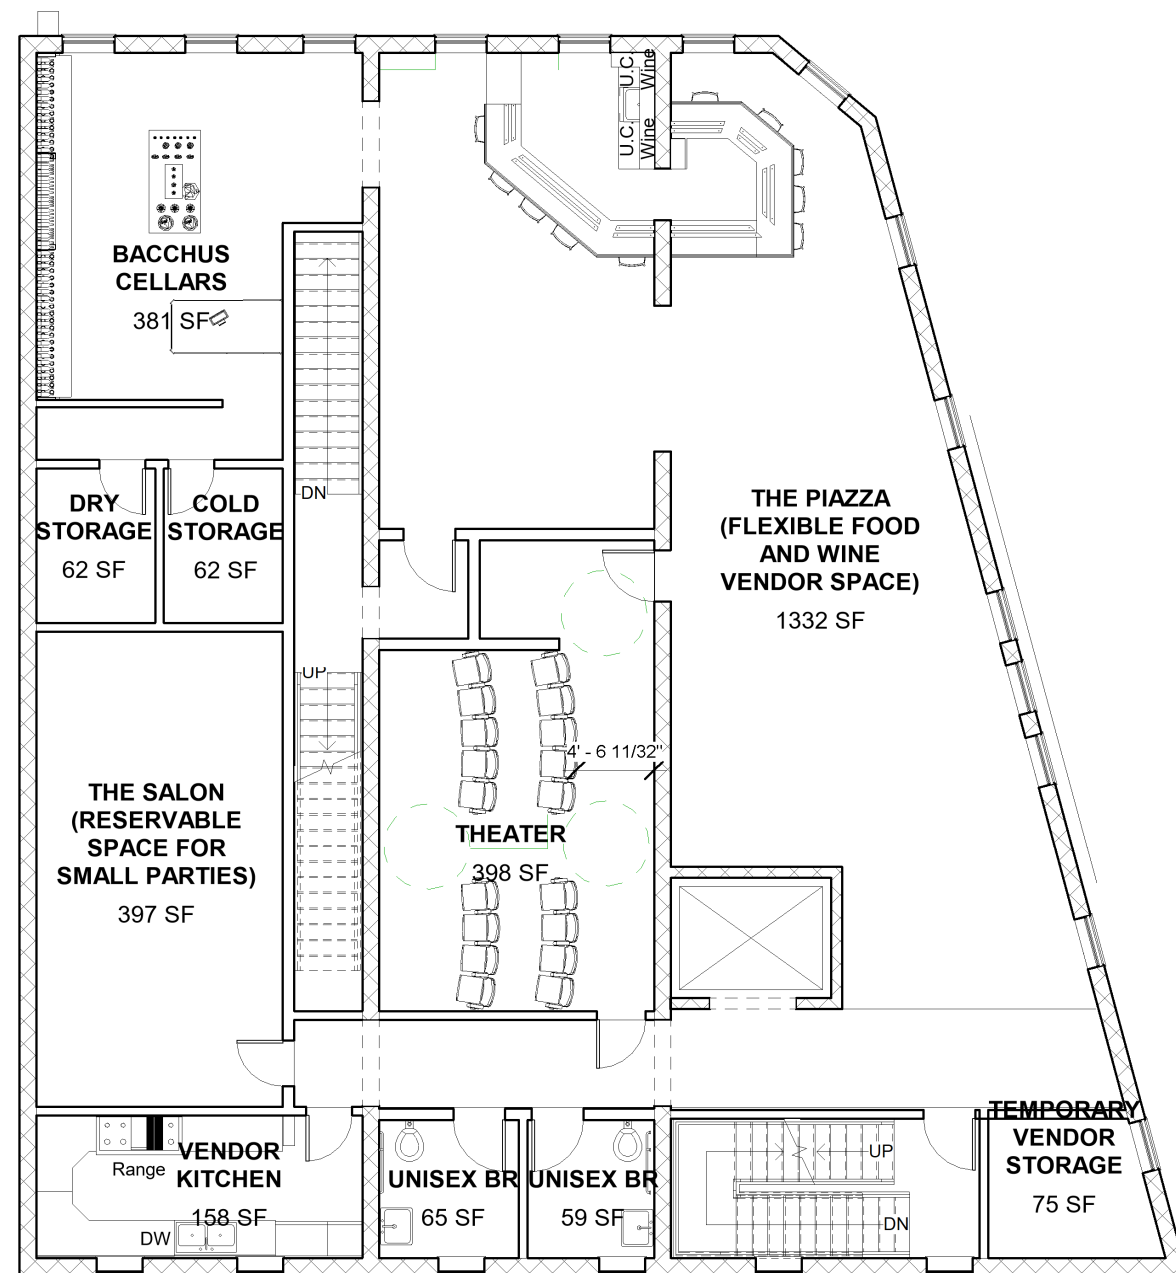 U.C.
Wine
U.C.
Wine
BACCHUS
CELLARS
381 SF
DN
DRY
STORAGE
62 SF
COLD
STORAGE
62 SF
THE PIAZZA
(FLEXIBLE FOOD
AND WINE
VENDOR SPACE)
1332 SF
UP
4' - 6 11/32"
THE SALON
(RESERVABLE
SPACE FOR
SMALL PARTIES)
397 SF
THEATER
398 SF
Range
VENDOR
KITCHEN
158 SF
DW
UNISEX BR
65 SF
UNISEX BR
59 SF
UP
DN
TEMPORARY
VENDOR
STORAGE
75 SF